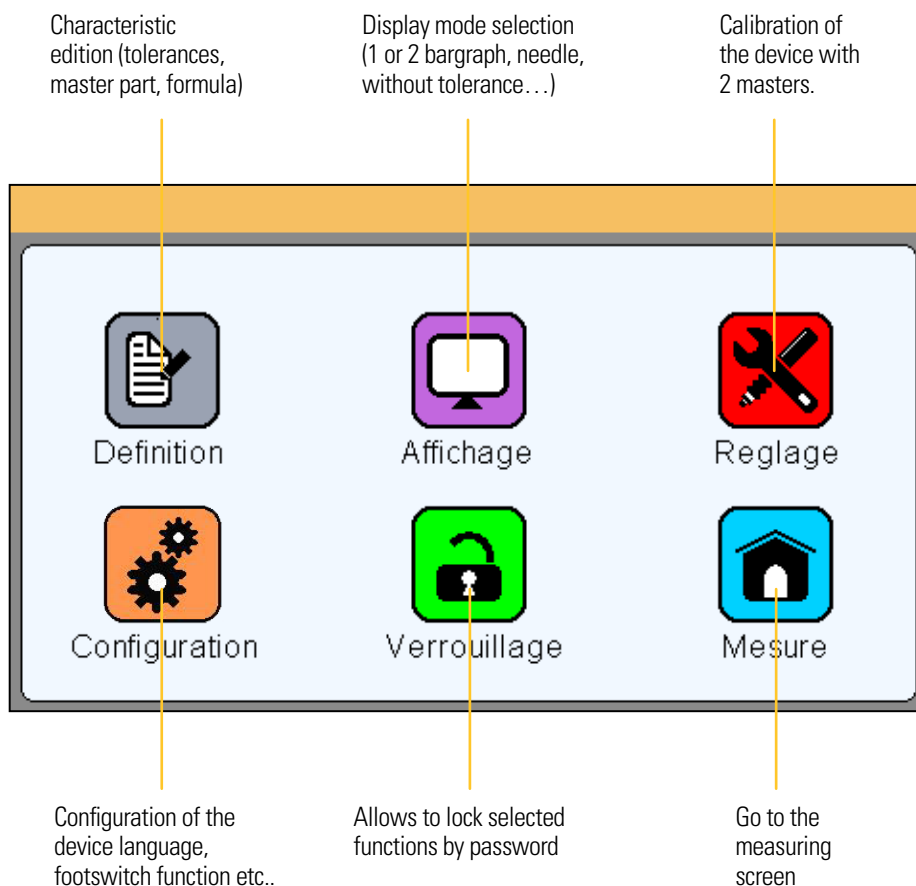 Characteristic
edition (tolerances,
master part, formula)
Display mode selection
(1 or 2 bargraph, needle,
without tolerance…)
Calibration of
the device with
2 masters.
Definition
Affichage
Reglage
Configuration
Verrouillage
Mesure
Configuration of the
device language,
footswitch function etc..
Allows to lock selected
functions by password
Go to the
measuring
screen